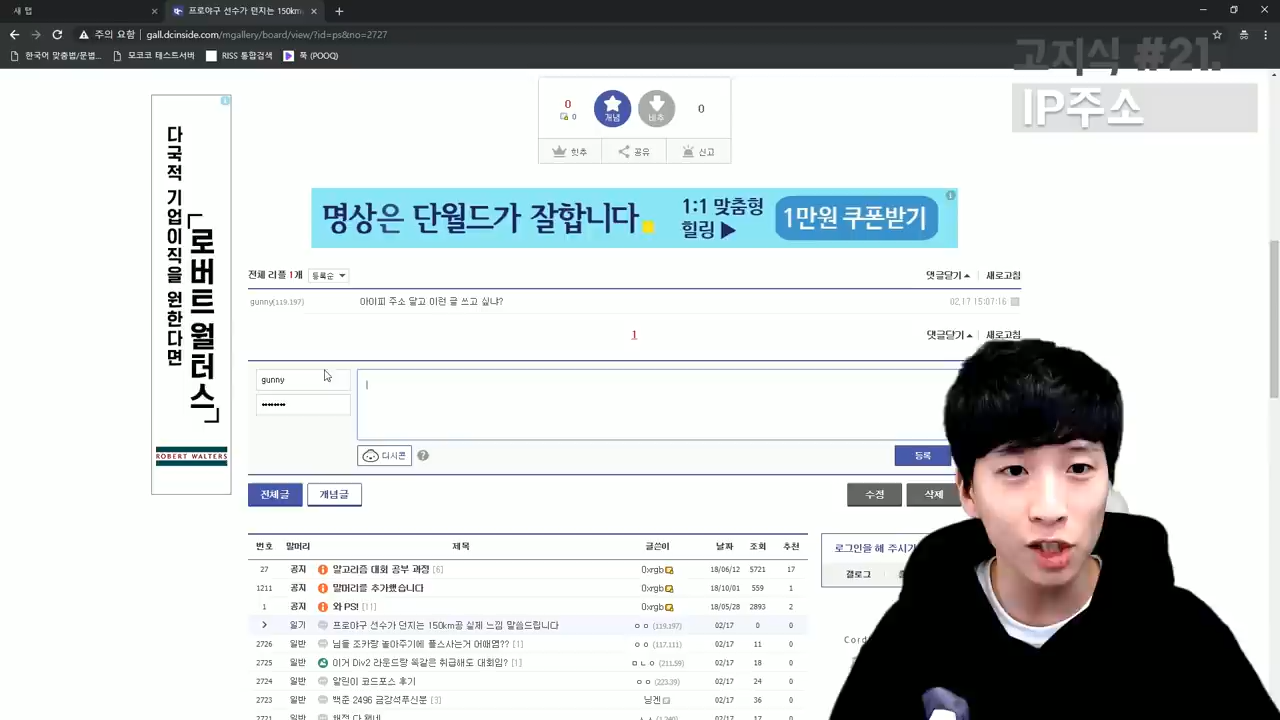 새 탭
프로야구 선수가 던지는 150km
주의 요함
gall.dcinside.com/mgallery/board/view/?id=ps&no=2727
한국어 맞춤법/문법...
모코코 테스트서버
RISS 통합검색
푹 (POOQ)
고지식 #21.
IP주소
0
0
개념
비추
0
힛추
공유
신고
다국적 기업이직을 원한다면
「로버트 월터스」
ROBERT WALTERS
명상은 단월드가 잘합니다.
1:1 맞춤형
힐링 ▶
1만원 쿠폰받기
전체 리플 1개
등록순
댓글닫기
새로고침
gunny(119.197)
아이피 주소 달고 이런 글 쓰고 싶냐?
02.17 15:07:16
1
댓글닫기
새로고침
gunny
디시콘
?
등록
전체글
개념글
수정
삭제
번호 말머리 제목 글쓴이 날짜 조회 추천
27 공지 알고리즘 대회 공부 과정 [6] 0xrgb 18/06/12 5721 17
1211 공지 말머리를 추가했습니다 0xrgb 18/10/01 559 1
1 공지 와 PS! [11] 0xrgb 18/05/28 2893 2
일기 프로야구 선수가 던지는 150km공 실제 느낌 말씀드립니다 ㅇㅇ (119.197) 02/17 0 0
2726 일반 님들 조카랑 놀아주기에 플스사는거 어때염?? [1] ㅇㅇ (117.111) 02/17 11 0
2725 일반 이거 Div2 라운드랑 똑같은 취급해도 대회임? [1] ㅁㄴㅇ (211.59) 02/17 18 0
2724 일반 알린이 코드포스 후기 ㅇㅇ (223.39) 02/17 24 0
2723 일반 백준 2496 금강석푸신분 [3] 닝겐 02/17 36 0
로그인을 해 주시기
갤로그